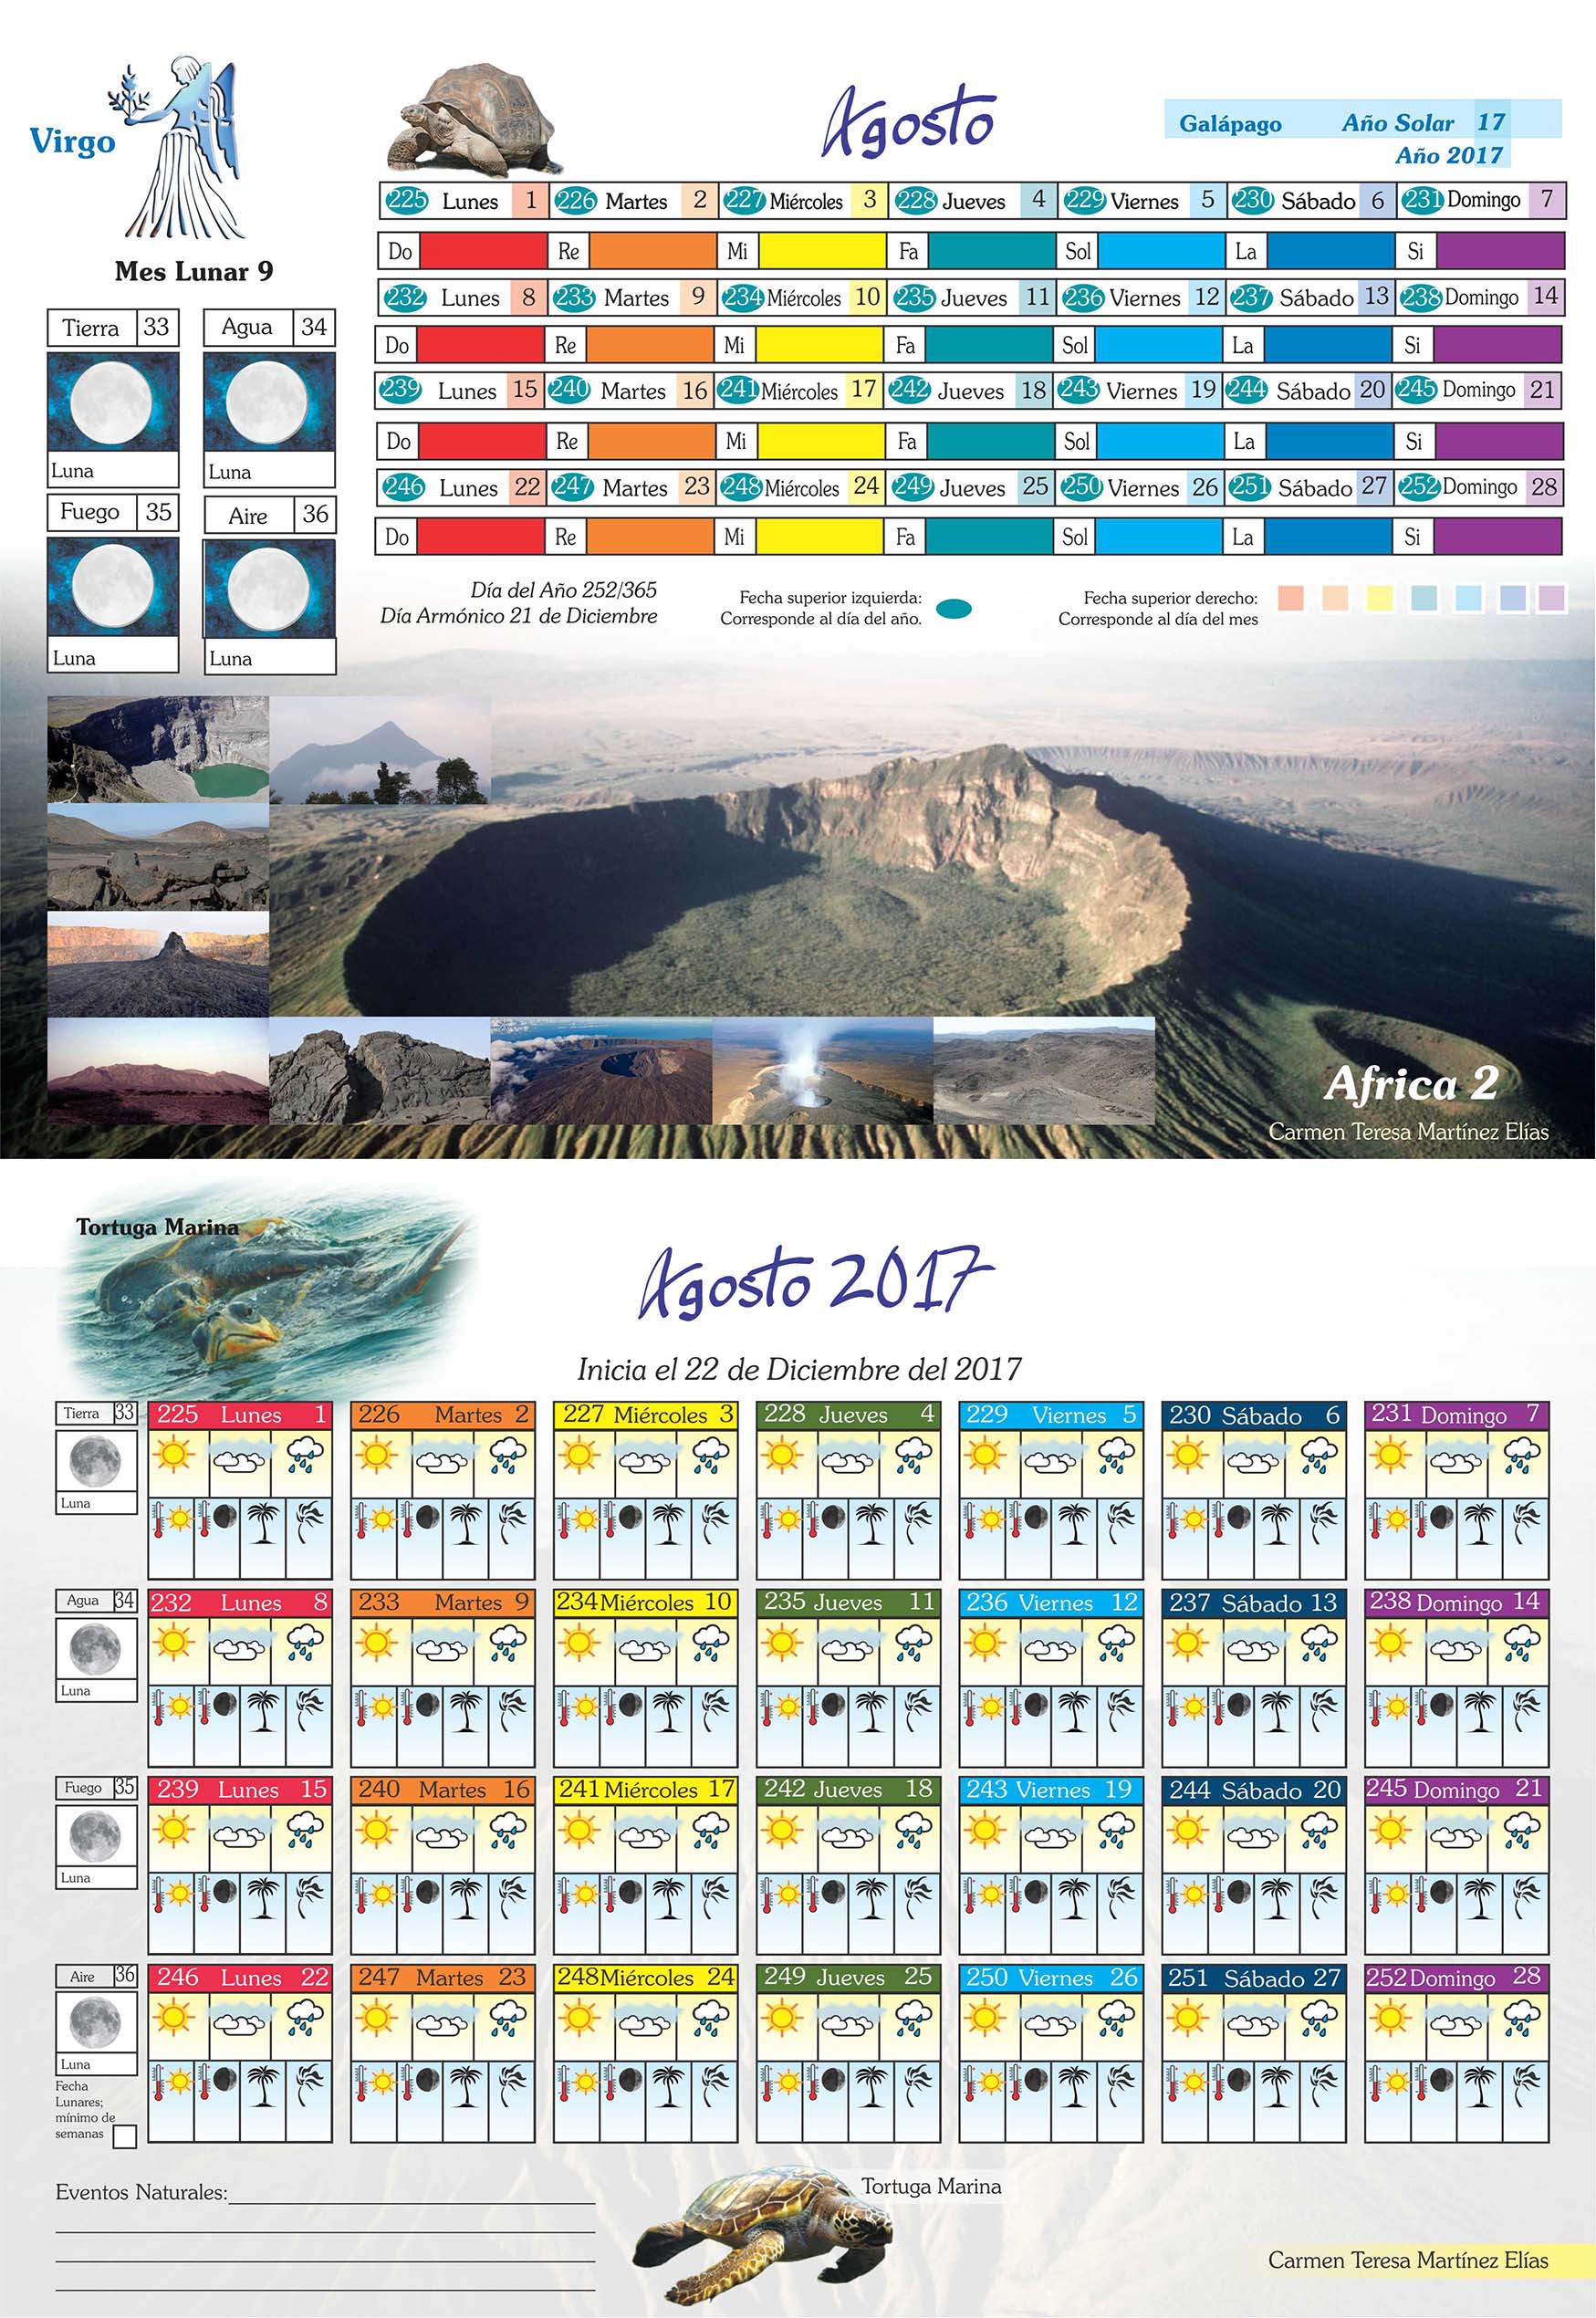 Virgo
Mes Lunar 9
Agosto
Galápago Año Solar 17
Año 2017
225 Lunes 1 226 Martes 2 227 Miércoles 3 228 Jueves 4 229 Viernes 5 230 Sábado 6 231 Domingo 7
Do Re Mi Fa Sol La Si
232 Lunes 8 233 Martes 9 234 Miércoles 10 235 Jueves 11 236 Viernes 12 237 Sábado 13 238 Domingo 14
Do Re Mi Fa Sol La Si
239 Lunes 15 240 Martes 16 241 Miércoles 17 242 Jueves 18 243 Viernes 19 244 Sábado 20 245 Domingo 21
Do Re Mi Fa Sol La Si
246 Lunes 22 247 Martes 23 248 Miércoles 24 249 Jueves 25 250 Viernes 26 251 Sábado 27 252 Domingo 28
Do Re Mi Fa Sol La Si
Tierra 33 Agua 34
Luna Luna
Fuego 35 Aire 36
Luna Luna
Día del Año 252/365
Día Armónico 21 de Diciembre
Fecha superior izquierda:
Corresponde al día del año.
Fecha superior derecho:
Corresponde al día del mes
Africa 2
Carmen Teresa Martínez Elías
Tortuga Marina
Agosto 2017
Inicia el 22 de Diciembre del 2017
Tierra 33 225 Lunes 1 226 Martes 2 227 Miércoles 3 228 Jueves 4 229 Viernes 5 230 Sábado 6 231 Domingo 7
Luna
Agua 34 232 Lunes 8 233 Martes 9 234 Miércoles 10 235 Jueves 11 236 Viernes 12 237 Sábado 13 238 Domingo 14
Luna
Fuego 35 239 Lunes 15 240 Martes 16 241 Miércoles 17 242 Jueves 18 243 Viernes 19 244 Sábado 20 245 Domingo 21
Luna
Aire 36 246 Lunes 22 247 Martes 23 248 Miércoles 24 249 Jueves 25 250 Viernes 26 251 Sábado 27 252 Domingo 28
Luna
Fecha
Lunares;
mínimo de
semanas
Eventos Naturales:
Tortuga Marina
Carmen Teresa Martínez Elías